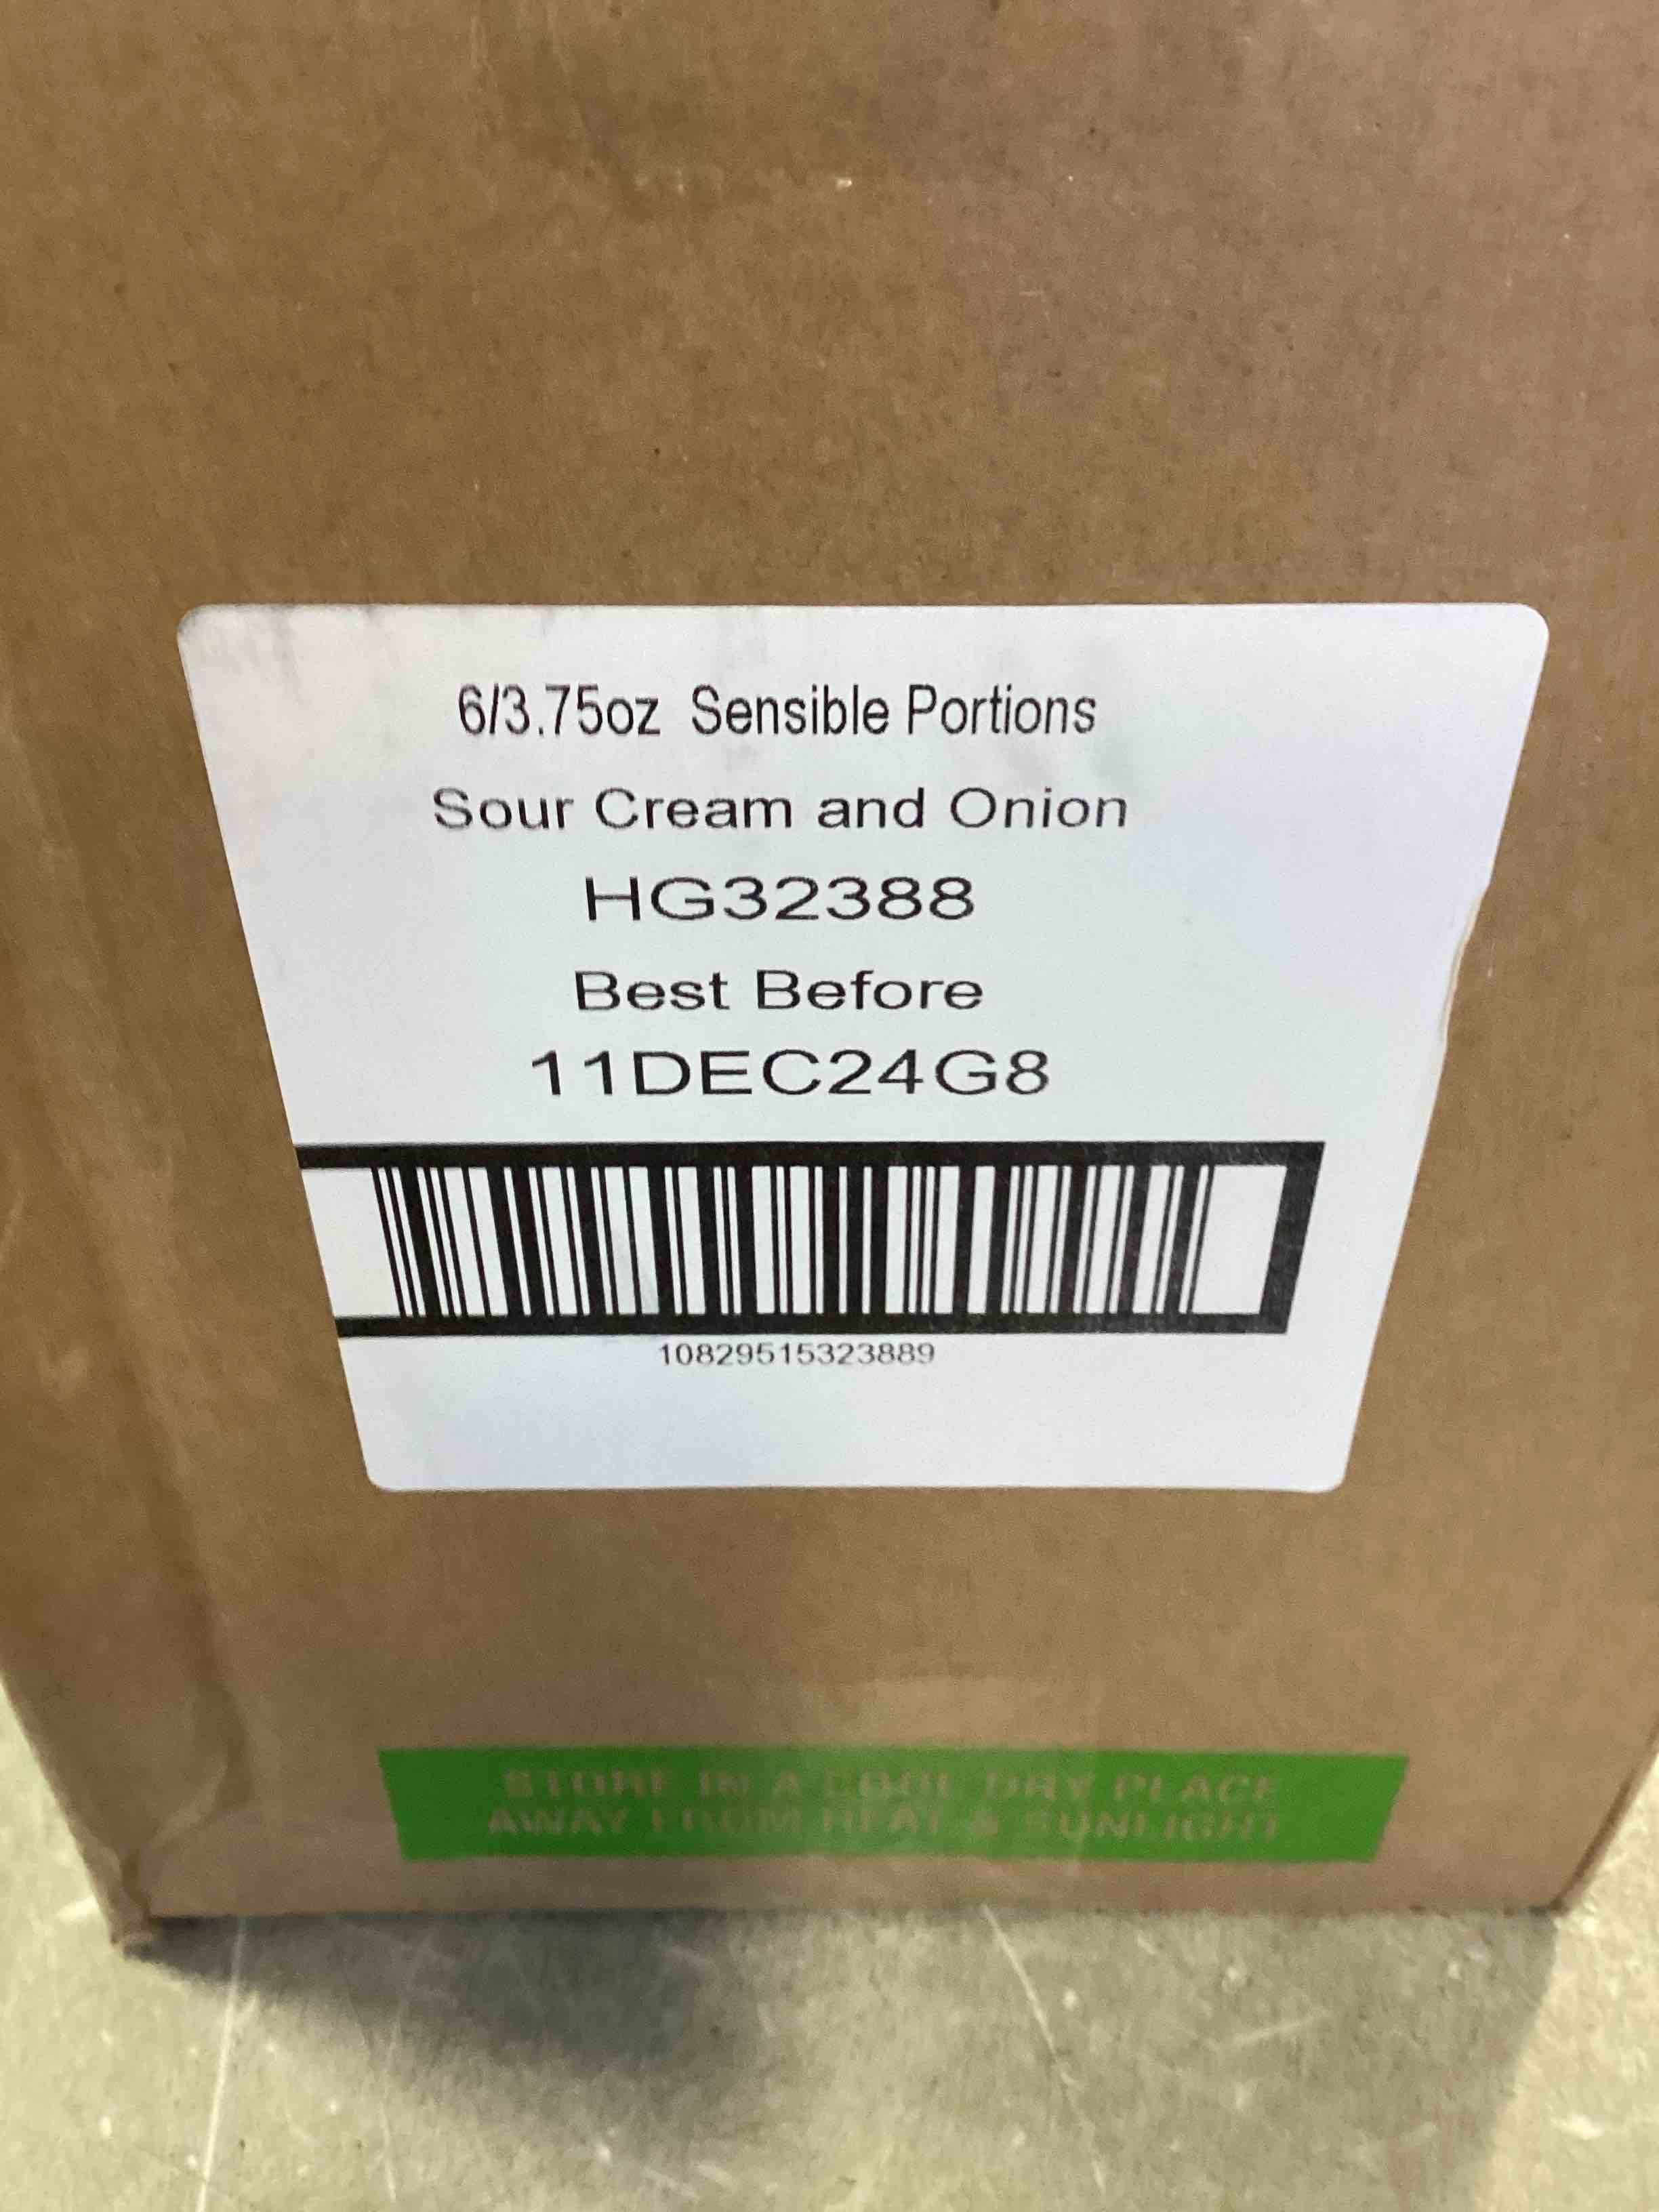 6/3.75oz Sensible Portions
Sour Cream and Onion
HG32388
Best Before
11DEC24G8
10829515323889
STORE IN A COOL DRY PLACE
AWAY FROM HEAT & SUNLIGHT